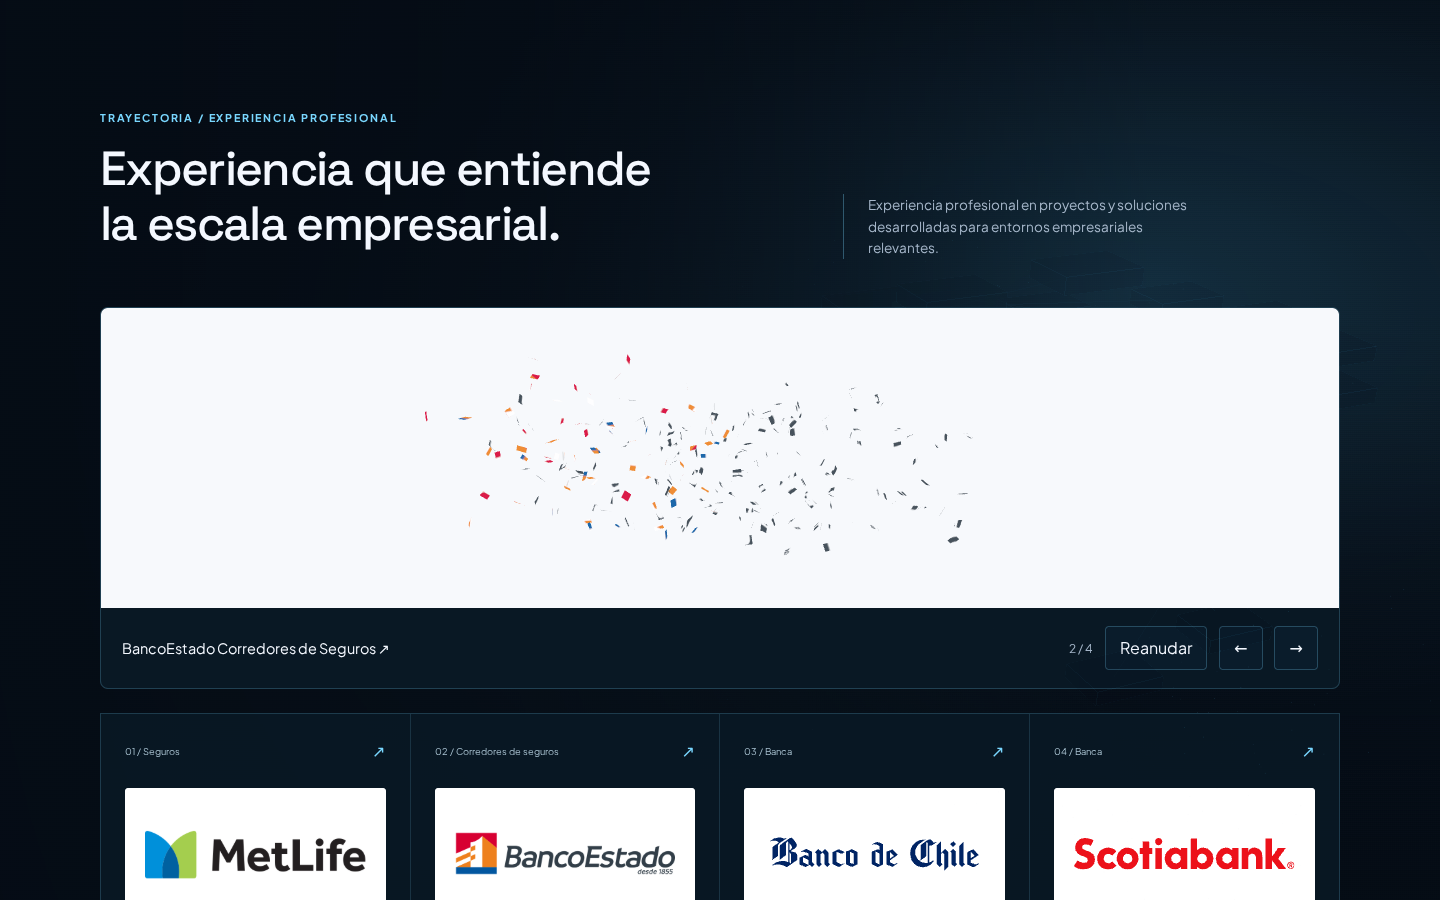 TRAYECTORIA / EXPERIENCIA PROFESIONAL
Experiencia que entiende
la escala empresarial.
Experiencia profesional en proyectos y soluciones
desarrolladas para entornos empresariales
relevantes.
BancoEstado Corredores de Seguros ↗
2 / 4
Reanudar
←
→
01 / Seguros
↗
02 / Corredores de seguros
↗
03 / Banca
↗
04 / Banca
↗
MetLife
BancoEstado
desde 1855
Banco de Chile
Scotiabank®